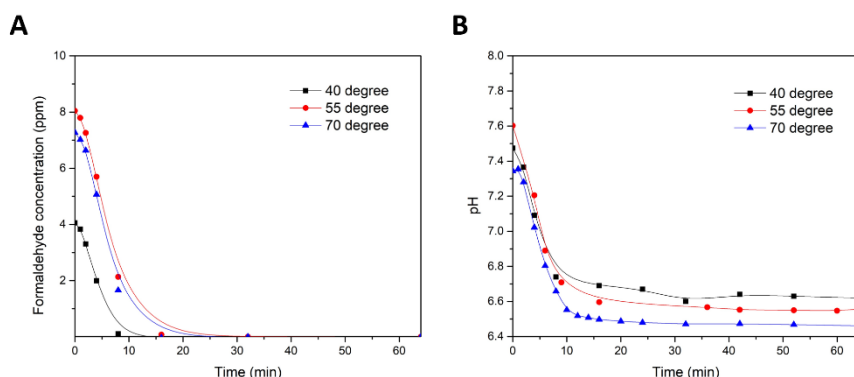 A
Formaldehyde concentration (ppm)
10
8
6
4
2
0
10
20
30
40
50
60
Time (min)
40 degree
55 degree
70 degree
B
pH
8.0
7.8
7.6
7.4
7.2
7.0
6.8
6.6
6.4
0
10
20
30
40
50
60
Time (min)
40 degree
55 degree
70 degree